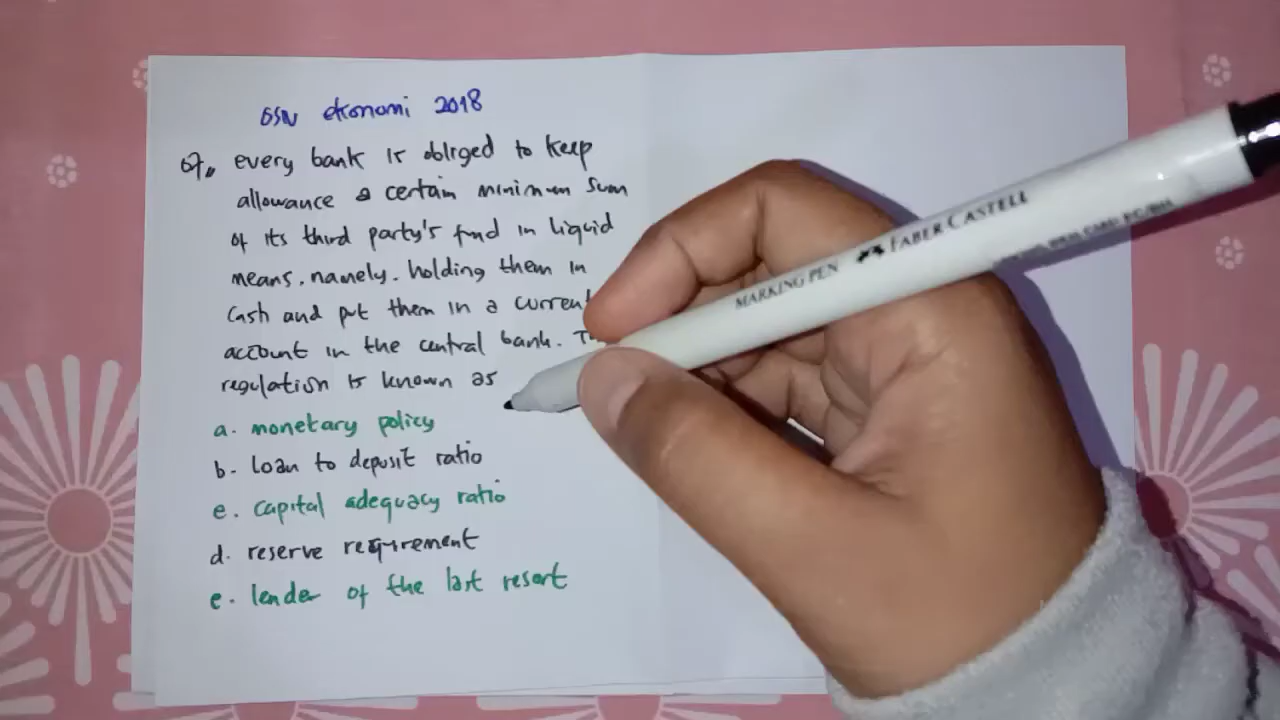 OSN ekonomi 2018
07. every bank is obliged to keep
allowance a certain minimum sum
of its third party's fund in liquid
means, namely. holding them in
cash and put them in a current
account in the central bank.
regulation is known as
a. monetary policy
b. loan to deposit ratio
c. capital adequacy ratio
d. reserve requirement
e. lender of the last resort
MARKING PEN FABER CASTELL